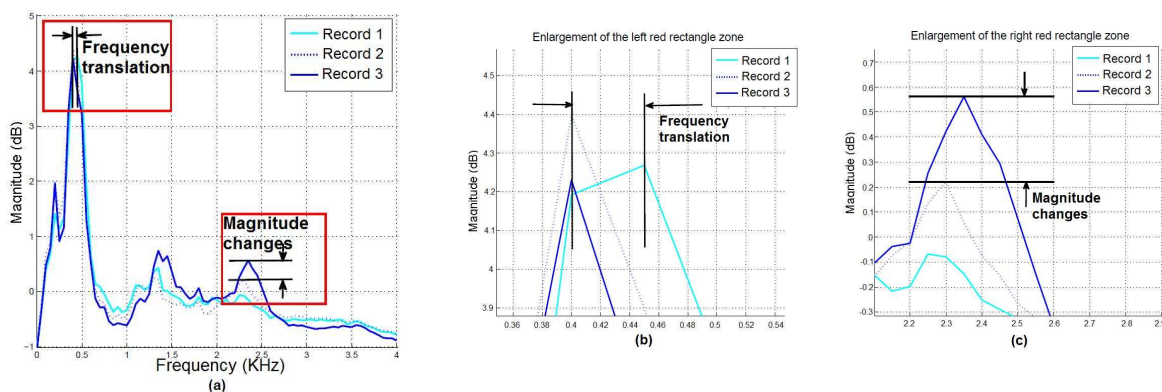 5
4
3
2
1
0
-1
0 0.5 1 1.5 2 2.5 3 3.5 4
Magnitude (dB)
Frequency (KHz)
Frequency
translation
Magnitude
changes
Record 1
Record 2
Record 3
(a)
Enlargement of the left red rectangle zone
4.5
4.4
4.3
4.2
4.1
4
3.9
0.36 0.38 0.4 0.42 0.44 0.46 0.48 0.5 0.52 0.54
Magnitude (dB)
Record 1
Record 2
Record 3
Frequency
translation
(b)
Enlargement of the right red rectangle zone
0.7
0.6
0.5
0.4
0.3
0.2
0.1
0
-0.1
-0.2
-0.3
2.2 2.3 2.4 2.5 2.6 2.7 2.8 2.9
Magnitude (dB)
Record 1
Record 2
Record 3
Magnitude
changes
(c)